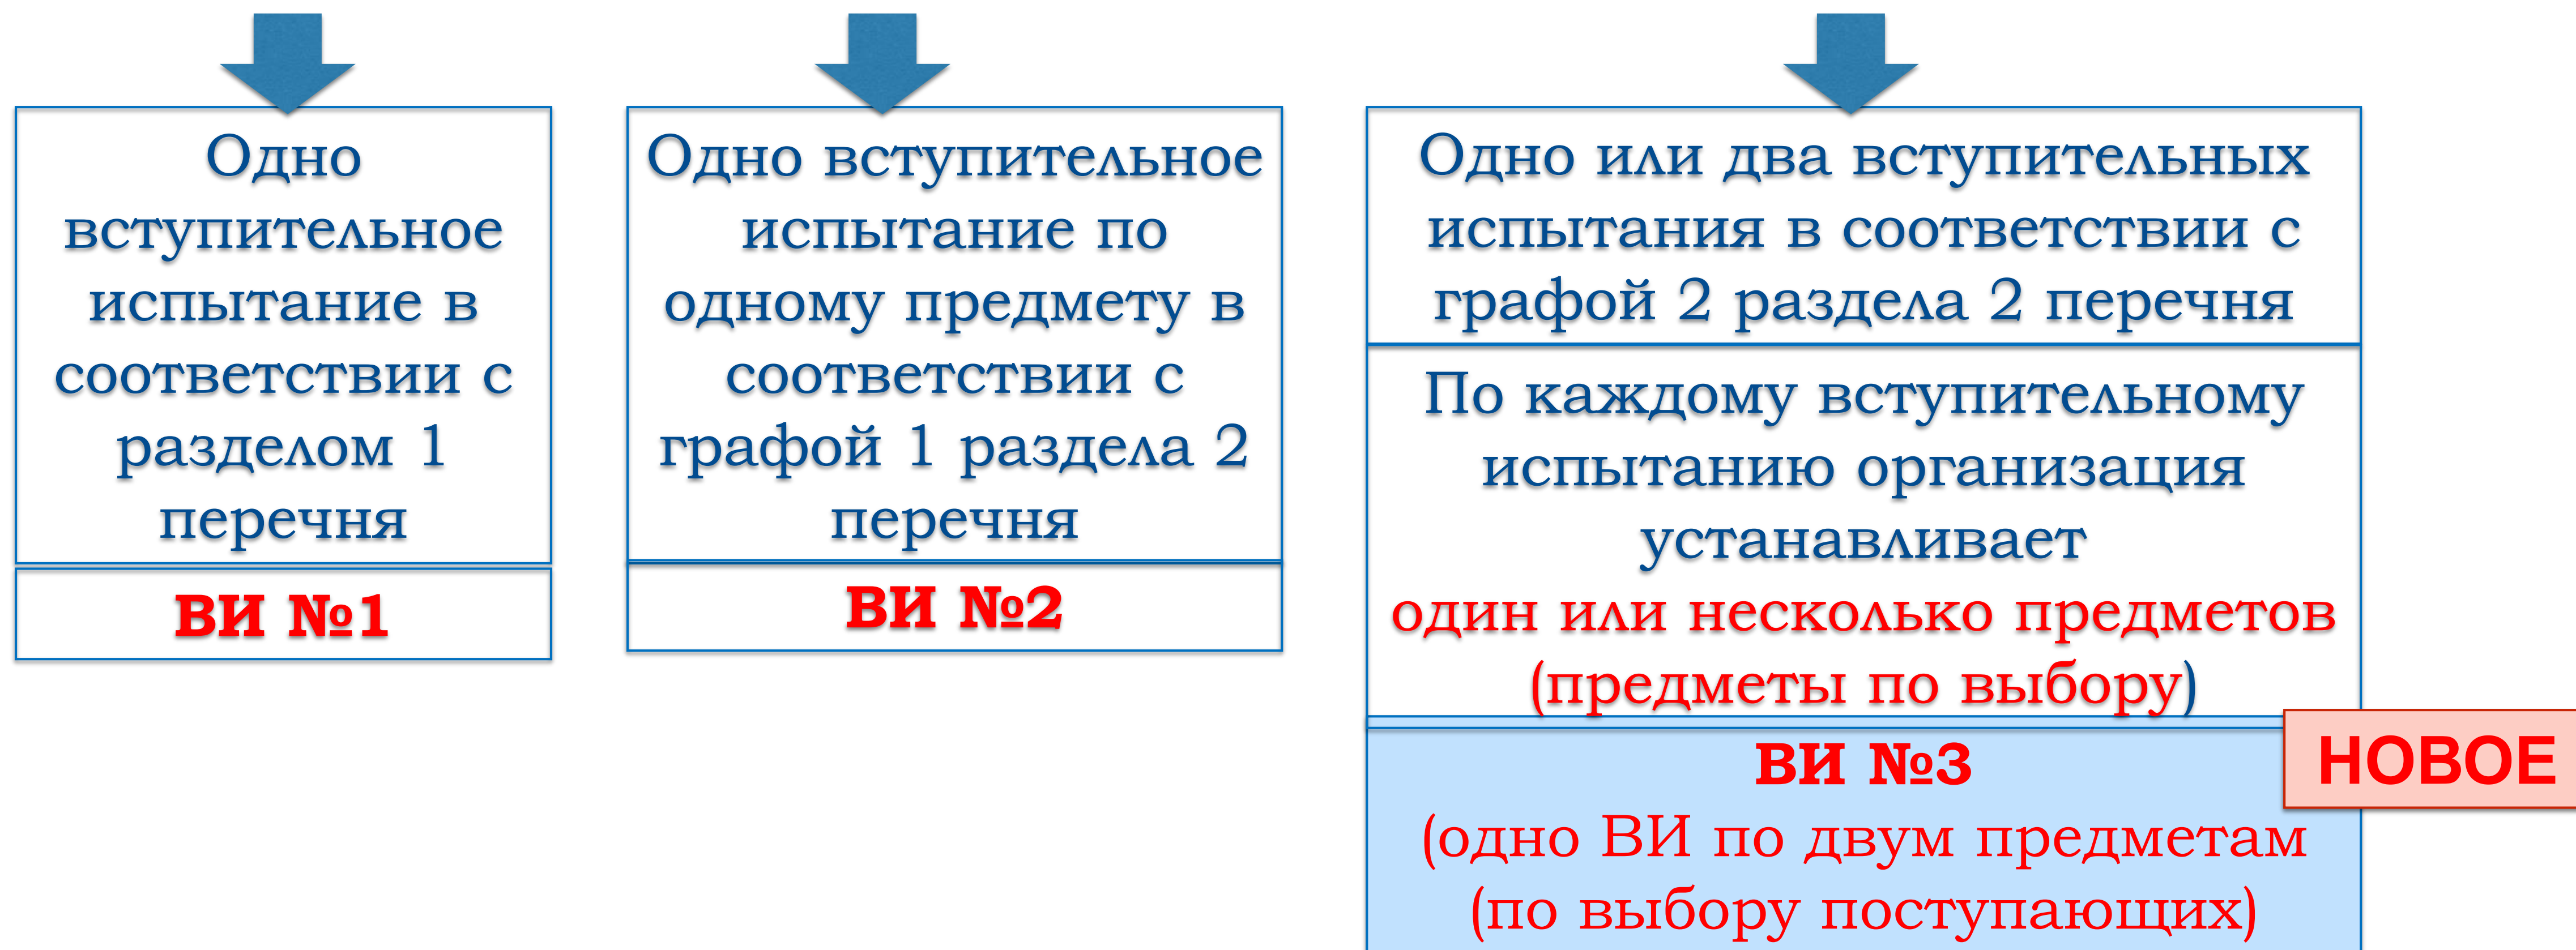 Одно
вступительное
испытание в
соответствии с
разделом 1
перечня
ВИ №1
Одно вступительное
испытание по
одному предмету в
соответствии с
графой 1 раздела 2
перечня
ВИ №2
Одно или два вступительных
испытания в соответствии с
графой 2 раздела 2 перечня
По каждому вступительному
испытанию организация
устанавливает
один или несколько предметов
(предметы по выбору)
ВИ №3
НОВОЕ
(одно ВИ по двум предметам
(по выбору поступающих)